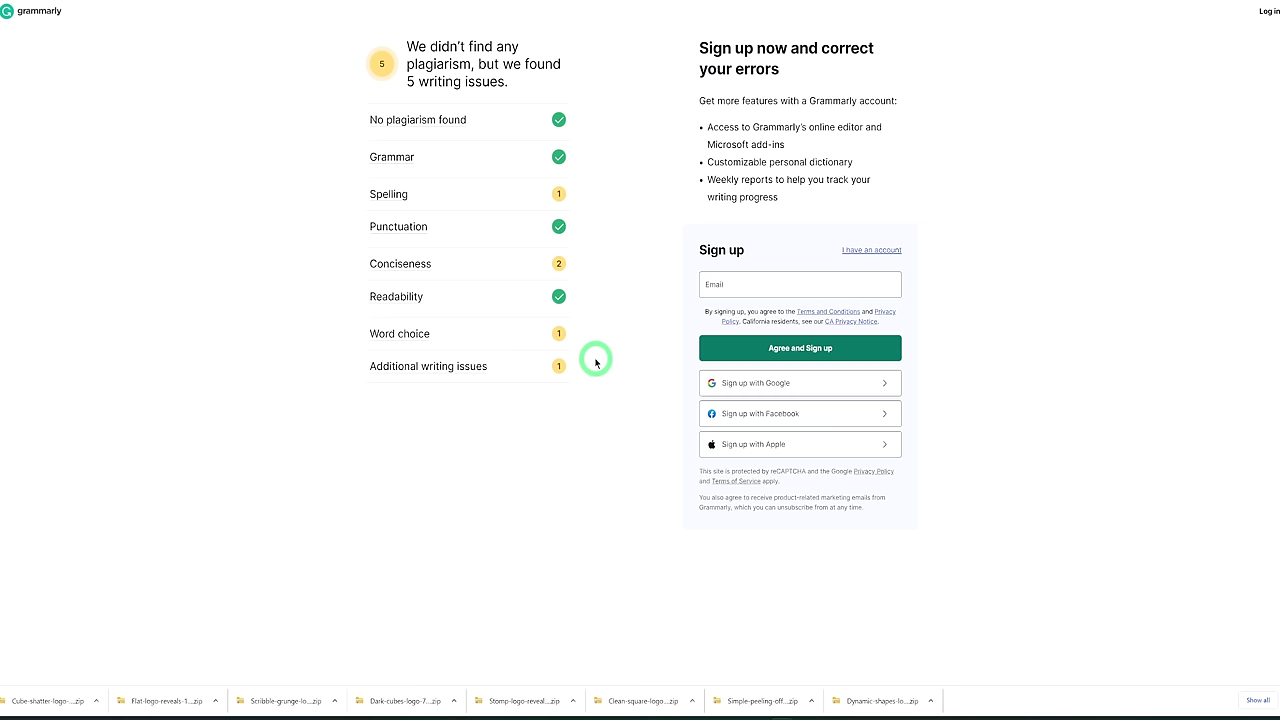 grammarly
Log in
5
We didn’t find any
plagiarism, but we found
5 writing issues.
No plagiarism found
Grammar
Spelling 1
Punctuation
Conciseness 2
Readability
Word choice 1
Additional writing issues 1
Sign up now and correct
your errors
Get more features with a Grammarly account:
• Access to Grammarly’s online editor and
Microsoft add-ins
• Customizable personal dictionary
• Weekly reports to help you track your
writing progress
Sign up I have an account
Email
By signing up, you agree to the Terms and Conditions and Privacy
Policy. California residents, see our CA Privacy Notice.
Agree and Sign up
Sign up with Google
Sign up with Facebook
Sign up with Apple
This site is protected by reCAPTCHA and the Google Privacy Policy
and Terms of Service apply.
You also agree to receive product-related marketing emails from
Grammarly, which you can unsubscribe from at any time.
Cube-shatter-logo-....zip Flat-logo-reveals-1....zip Scribble-grunge-lo....zip Dark-cubes-logo-7....zip Stomp-logo-reveal....zip Clean-square-logo....zip Simple-peeling-off....zip Dynamic-shapes-lo....zip Show all